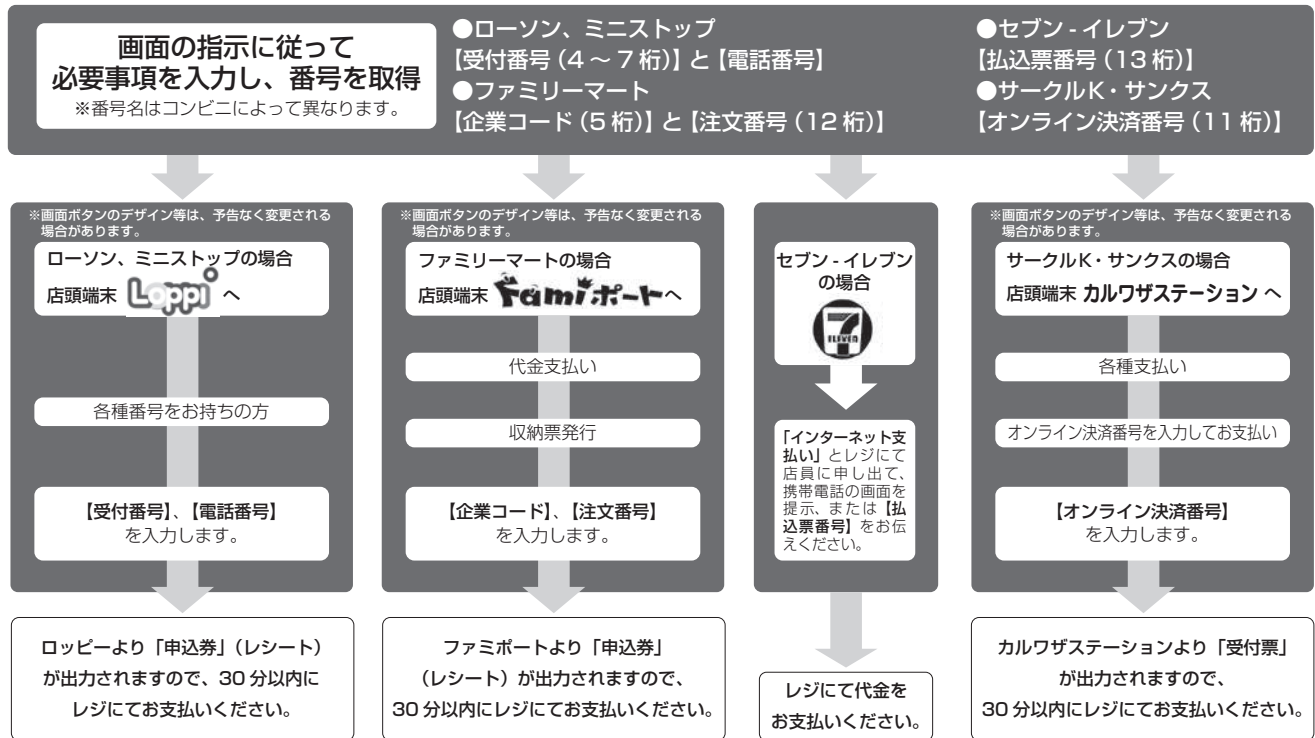 画面の指示に従って
必要事項を入力し、番号を取得
※番号名はコンビニによって異なります。
●ローソン、ミニストップ
【受付番号（4～7桁）】と【電話番号】
●ファミリーマート
【企業コード（5桁）】と【注文番号（12桁）】
●セブン-イレブン
【払込票番号（13桁）】
●サークルK・サンクス
【オンライン決済番号（11桁）】
※画面ボタンのデザイン等は、予告なく変更される
場合があります。
ローソン、ミニストップの場合
店頭端末 Loppi へ
各種番号をお持ちの方
【受付番号】、【電話番号】
を入力します。
ロッピーより「申込券」（レシート）
が出力されますので、30分以内に
レジにてお支払いください。
※画面ボタンのデザイン等は、予告なく変更される
場合があります。
ファミリーマートの場合
店頭端末 Famiポートへ
代金支払い
収納票発行
【企業コード】、【注文番号】
を入力します。
ファミポートより「申込券」
（レシート）が出力されますので、
30分以内にレジにてお支払いください。
セブン-イレブン
の場合
7
ELEVEN
「インターネット支
払い」とレジにて
店員に申し出て、
携帯電話の画面を
提示、または【払
込票番号】をお伝
えください。
レジにて代金を
お支払いください。
※画面ボタンのデザイン等は、予告なく変更される
場合があります。
サークルK・サンクスの場合
店頭端末 カルワザステーション へ
各種支払い
オンライン決済番号を入力してお支払い
【オンライン決済番号】
を入力します。
カルワザステーションより「受付票」
が出力されますので、
30分以内にレジにてお支払いください。